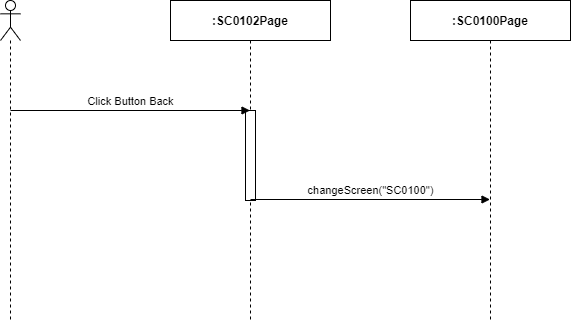 :SC0102Page
:SC0100Page
Click Button Back
changeScreen("SC0100")